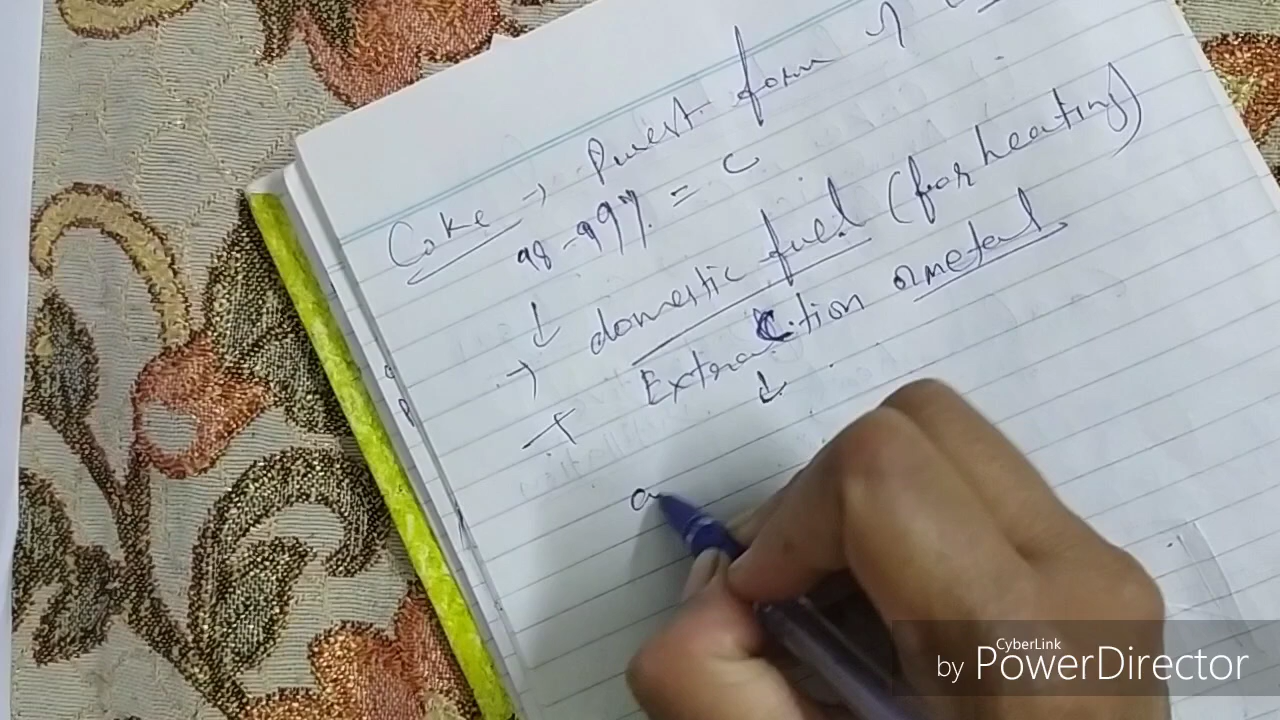 Coke → Purest form of
98-99% = C
↓
→ domestic fuel (for heating)
→ Extraction of metal
↓
a
by CyberLink PowerDirector